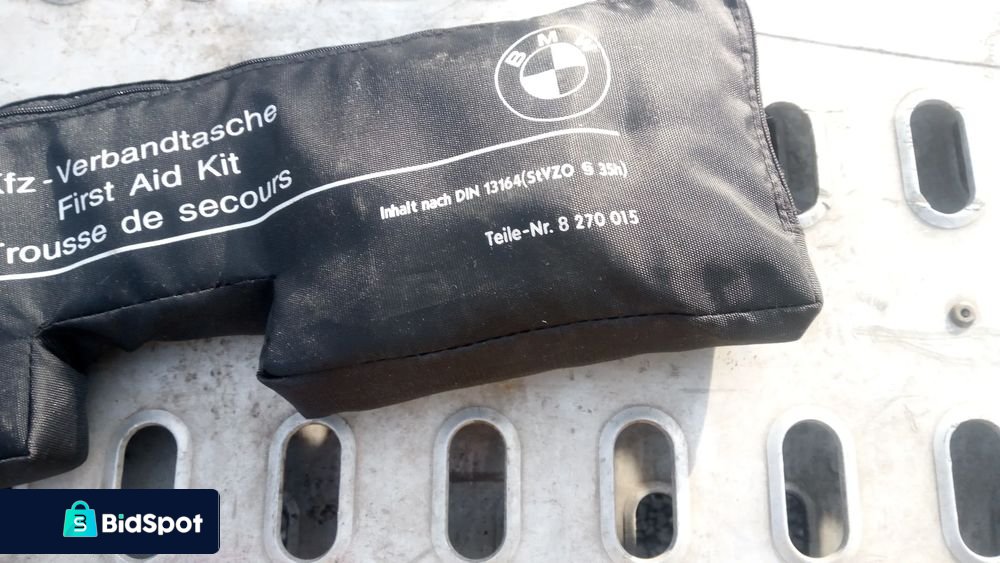 BMW
Kfz - Verbandtasche
First Aid Kit
Trousse de secours
Inhalt nach DIN 13164(StVZO § 35h)
Teile-Nr. 8 270 015
BidSpot